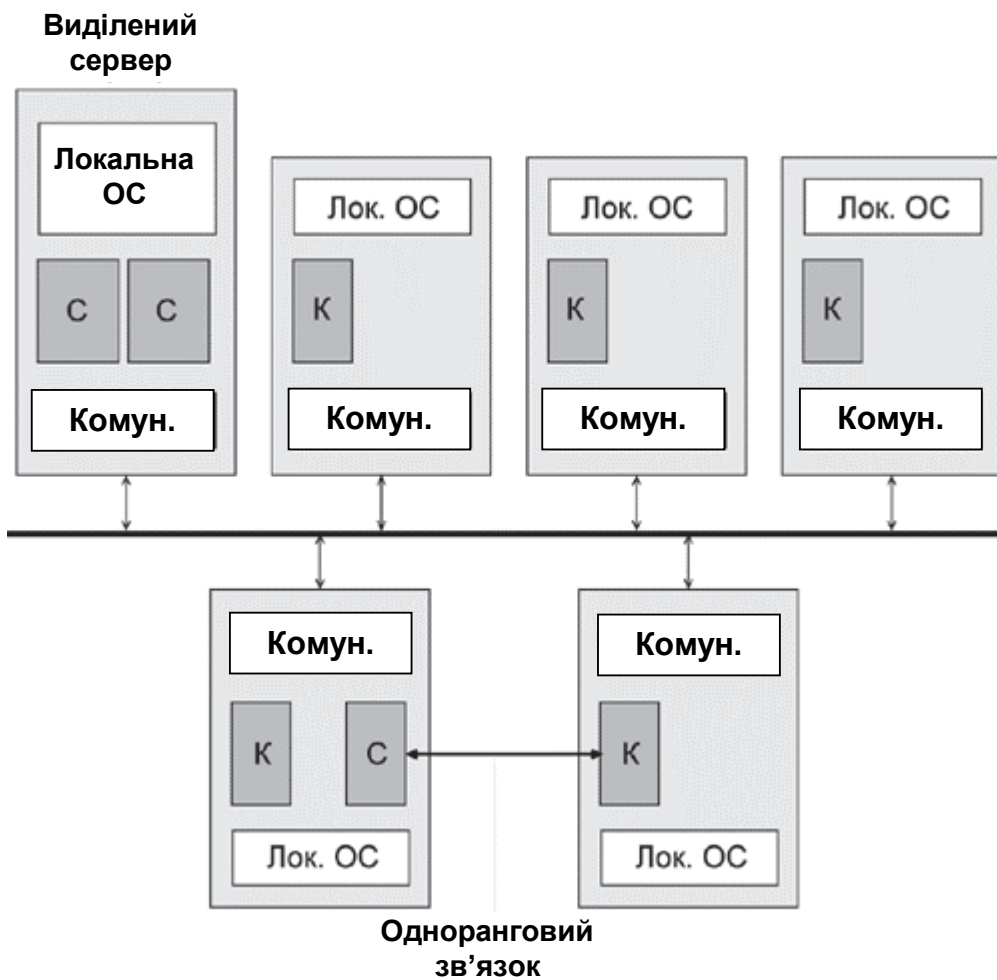 Виділений
сервер
Локальна
ОС
Лок. ОС
Лок. ОС
Лок. ОС
С
С
К
К
К
Комун.
Комун.
Комун.
Комун.
Комун.
Комун.
К
С
К
Лок. ОС
Лок. ОС
Одноранговий
зв’язок